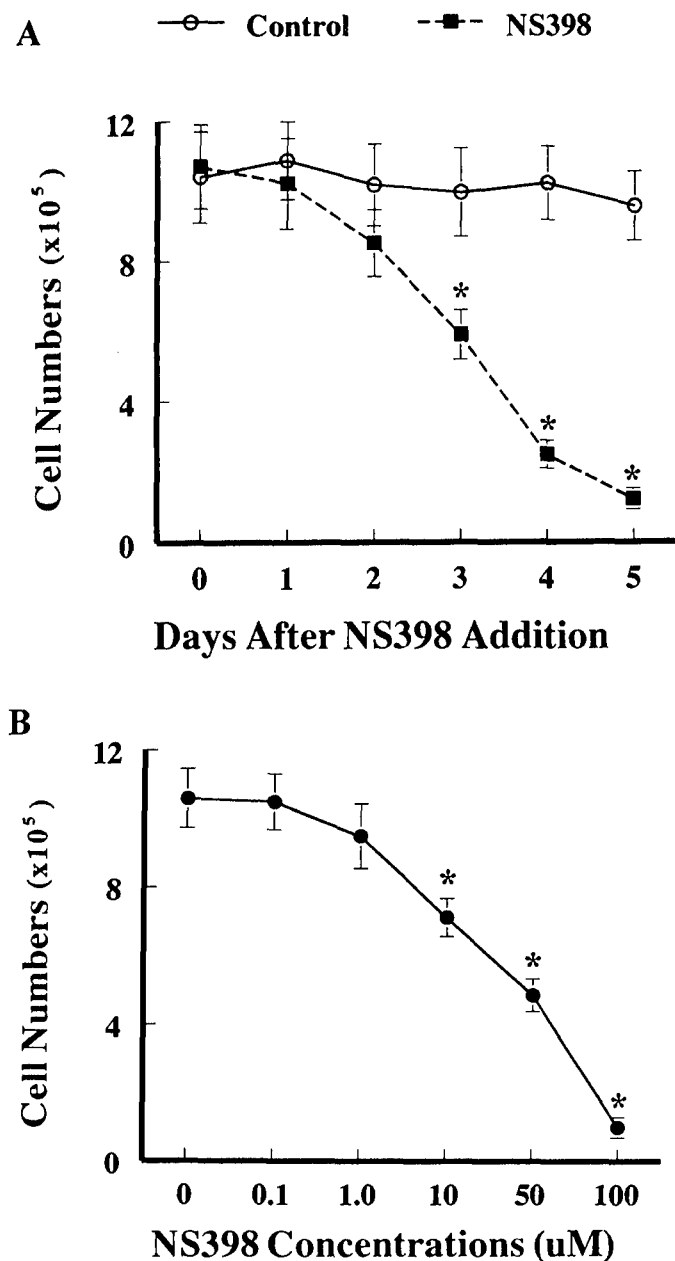 A
Control NS398
12
8
4
0
Cell Numbers (x10⁵)
*
*
*
0 1 2 3 4 5
Days After NS398 Addition
B
12
8
4
0
Cell Numbers (x10⁵)
*
*
*
0 0.1 1.0 10 50 100
NS398 Concentrations (uM)